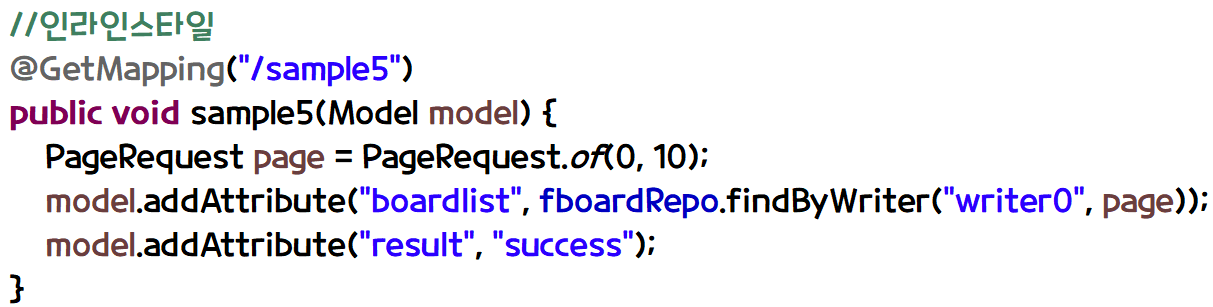 //인라인스타일
@GetMapping("/sample5")
public void sample5(Model model) {
PageRequest page = PageRequest.of(0, 10);
model.addAttribute("boardlist", fboardRepo.findByWriter("writer0", page));
model.addAttribute("result", "success");
}